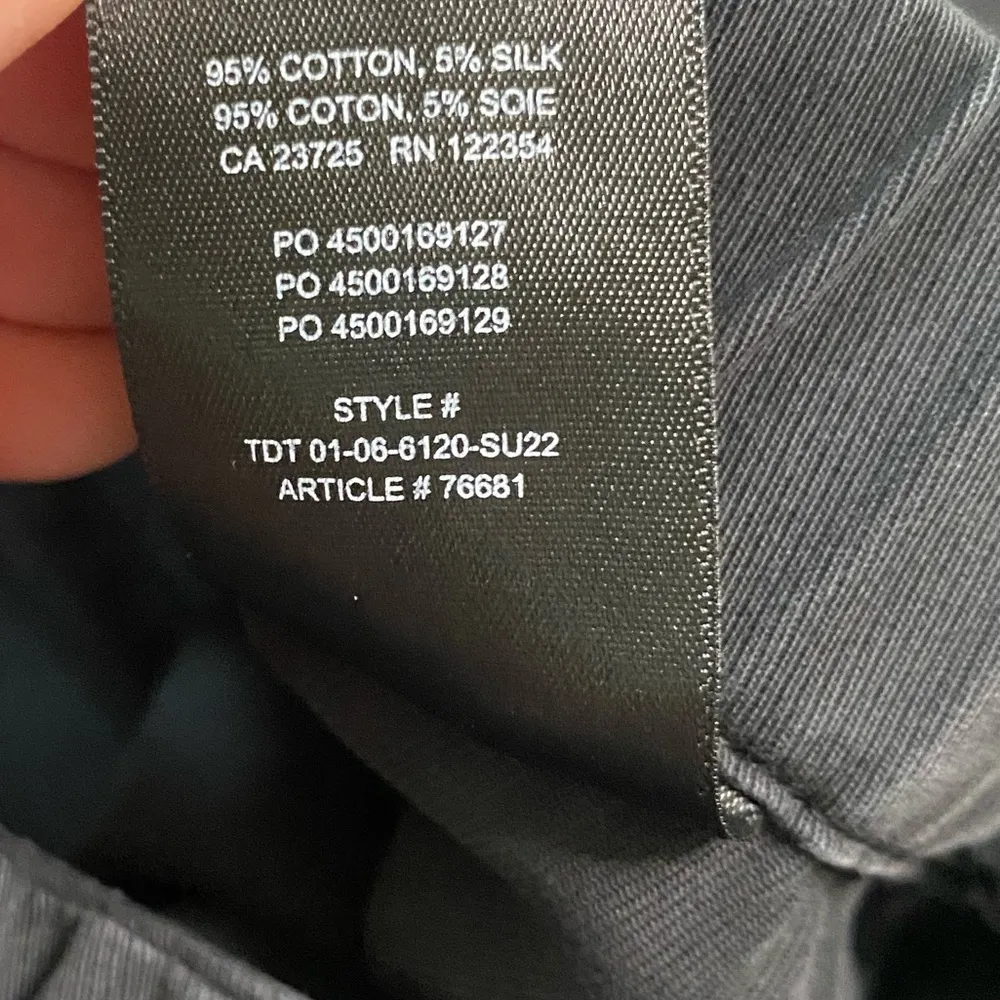 95% COTTON, 5% SILK
95% COTON, 5% SOIE
CA 23725 RN 122354
PO 4500169127
PO 4500169128
PO 4500169129
STYLE #
TDT 01-06-6120-SU22
ARTICLE # 76681